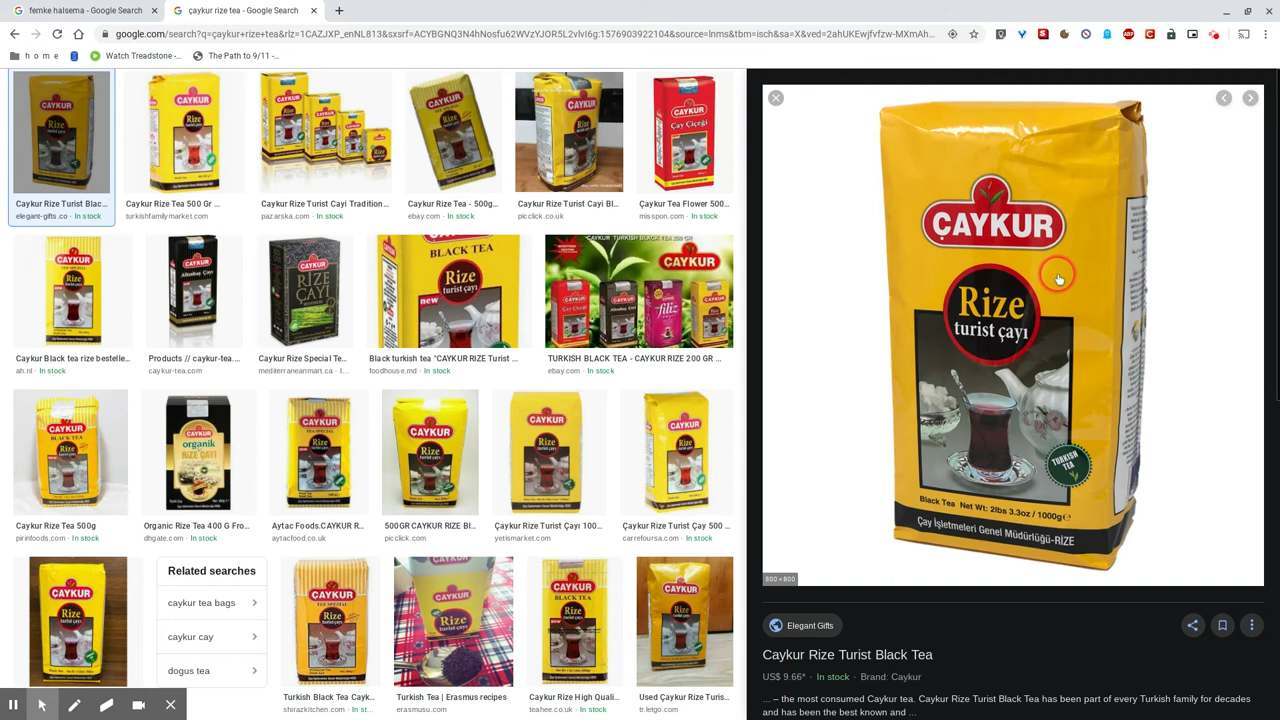 femke halsema - Google Search
çaykur rize tea - Google Search
google.com/search?q=çaykur+rize+tea&rlz=1CAZJXP_enNL813&sxsrf=ACYBGNQ3N4hNosfu62WVzYJOR5L2vlvI6g:1576903922104&source=lnms&tbm=isch&sa=X&ved=2ahUKEwjfvfzw-MXmAh...
h o m e
Watch Treadstone -...
The Path to 9/11 -...
Caykur Rize Turist Blac...
elegant-gifts.co · In stock
Caykur Rize Tea 500 Gr ...
turkishfamilymarket.com
Caykur Rize Turist Cayi Tradition...
pazarska.com · In stock
Caykur Rize Tea - 500g...
ebay.com · In stock
Caykur Rize Turist Cayi Bl...
picclick.co.uk
Çaykur Tea Flower 500...
misspon.com · In stock
Caykur Black tea rize bestelle...
ah.nl · In stock
Products // caykur-tea....
caykur-tea.com
Caykur Rize Special Te...
mediterraneanmart.ca · I...
Black turkish tea "CAYKUR RIZE Turist ...
foodhouse.md · In stock
TURKISH BLACK TEA - CAYKUR RIZE 200 GR ...
ebay.com · In stock
Caykur Rize Tea 500g
pirinfoods.com · In stock
Organic Rize Tea 400 G Fro...
dhgate.com · In stock
Aytac Foods.CAYKUR R...
aytacfood.co.uk
500GR CAYKUR RIZE Bl...
picclick.com
Çaykur Rize Turist Çayı 100...
yetismarket.com
Çaykur Rize Turist Çay 500 ...
carrefoursa.com · In stock
Related searches
caykur tea bags
caykur cay
dogus tea
Turkish Black Tea Cayk...
shirazkitchen.com · In st...
Turkish Tea | Erasmus recipes
erasmusu.com
Caykur Rize High Quali...
teahee.co.uk · In stock
Used Çaykur Rize Turis...
tr.letgo.com
ÇAYKUR
Rize
turist çayı
TURKISH
TEA
Black Tea Net Wt: 2lbs 3.3oz / 1000g e
Çay İşletmeleri Genel Müdürlüğü-RİZE
800 × 800
Elegant Gifts
Caykur Rize Turist Black Tea
US$ 9.66* · In stock · Brand: Caykur
... – the most consumed Caykur tea. Caykur Rize Turist Black Tea has been part of every Turkish family for decades
and has been the best known and ...